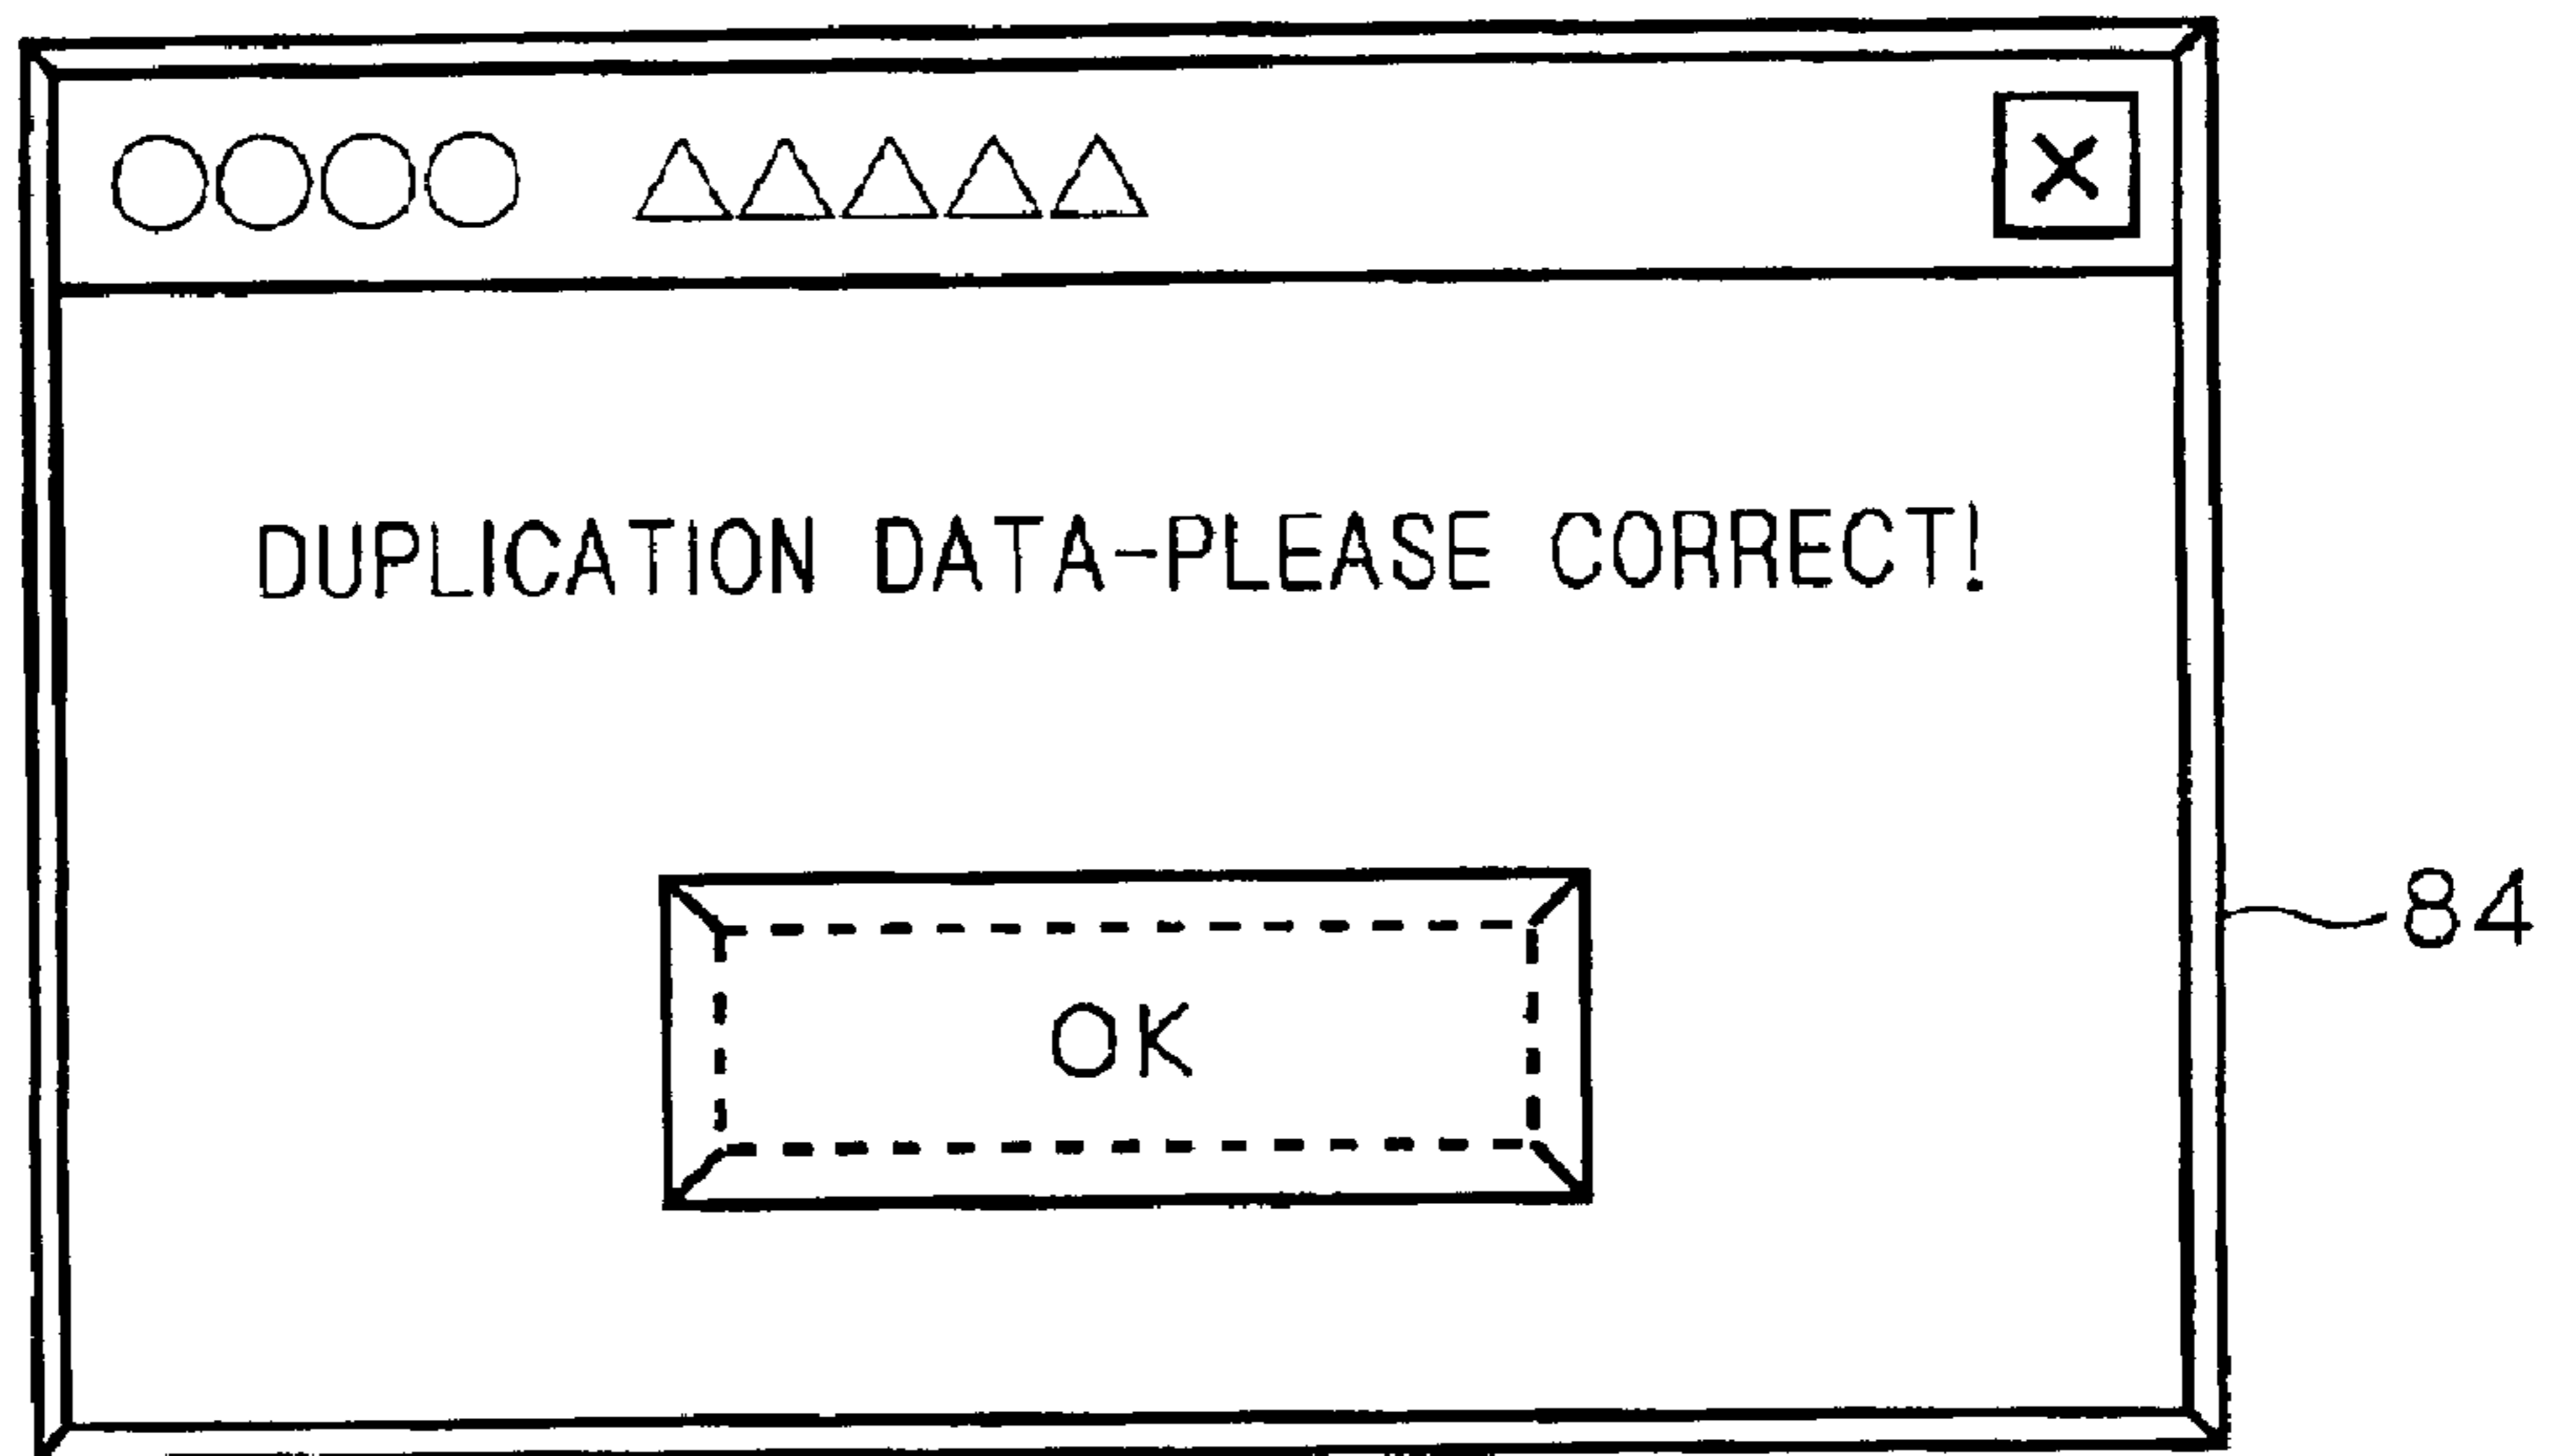 ○○○○ △△△△△ ×
DUPLICATION DATA-PLEASE CORRECT!
OK
84